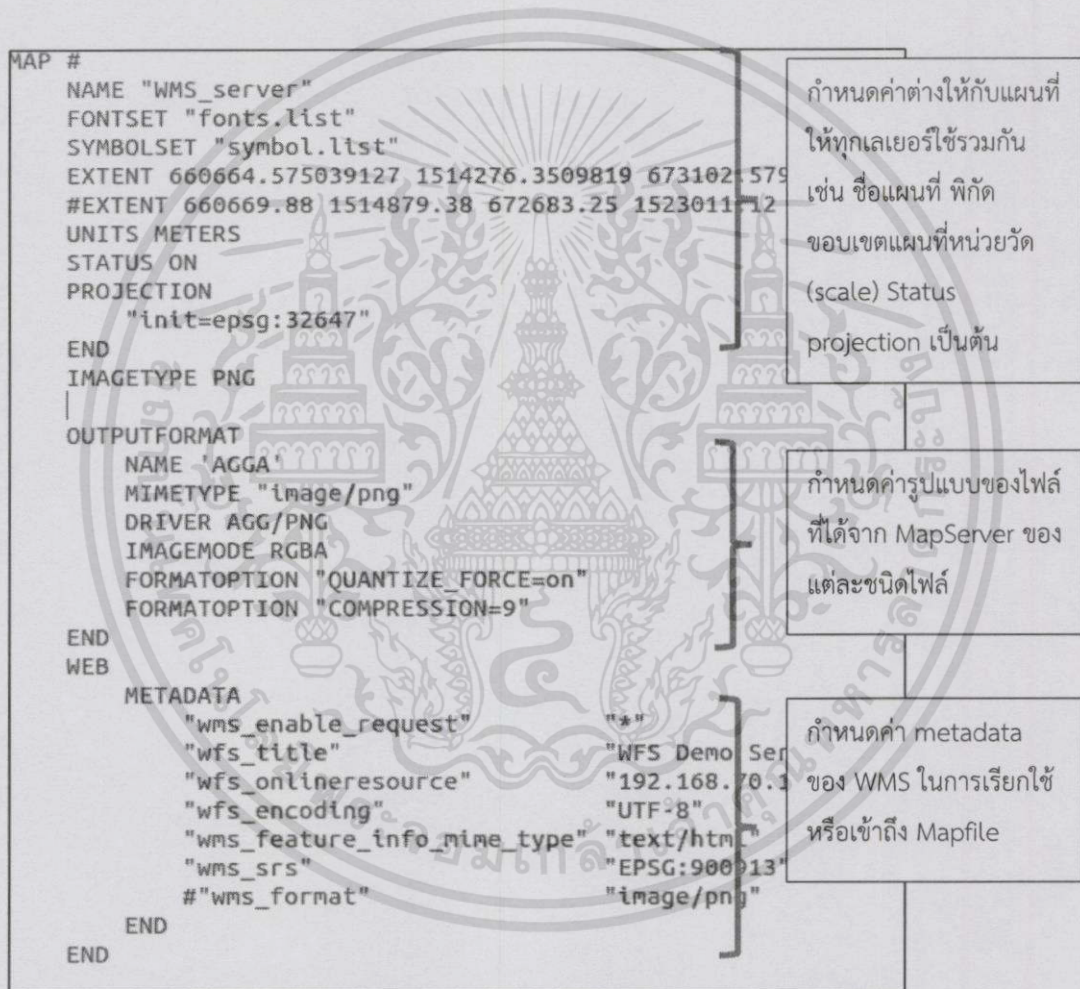 MAP #
NAME "WMS_server"
FONTSET "fonts.list"
SYMBOLSET "symbol.list"
EXTENT 660664.575039127 1514276.3509819 673102.579
#EXTENT 660669.88 1514879.38 672683.25 1523011.12
UNITS METERS
STATUS ON
PROJECTION
"init=epsg:32647"
END
IMAGETYPE PNG
OUTPUTFORMAT
NAME 'AGGA'
MIMETYPE "image/png"
DRIVER AGG/PNG
IMAGEMODE RGBA
FORMATOPTION "QUANTIZE_FORCE=on"
FORMATOPTION "COMPRESSION=9"
END
WEB
METADATA
"wms_enable_request" "*"
"wfs_title" "WFS Demo Ser
"wfs_onlineresource" "192.168.70.1
"wfs_encoding" "UTF-8"
"wms_feature_info_mime_type" "text/html"
"wms_srs" "EPSG:900913"
#"wms_format" "image/png"
END
END
กำหนดค่าต่างให้กับแผนที่
ให้ทุกเลเยอร์ใช้รวมกัน
เช่น ชื่อแผนที่ พิกัด
ขอบเขตแผนที่หน่วยวัด
(scale) Status
projection เป็นต้น
กำหนดค่ารูปแบบของไฟล์
ที่ได้จาก MapServer ของ
แต่ละชนิดไฟล์
กำหนดค่า metadata
ของ WMS ในการเรียกใช้
หรือเข้าถึง Mapfile